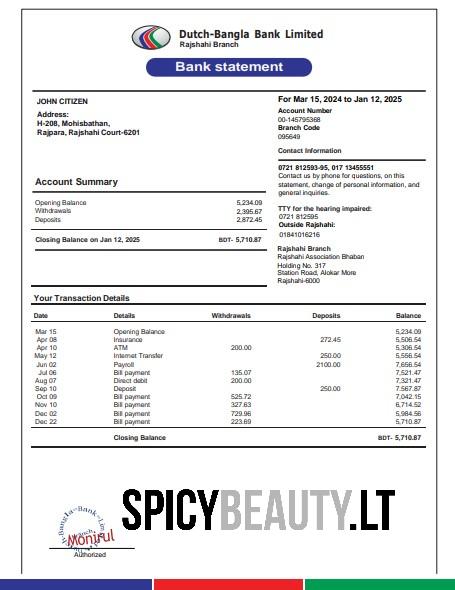 Dutch-Bangla Bank Limited
Rajshahi Branch
Bank statement
JOHN CITIZEN
Address:
H-208, Mohisbathan,
Rajpara, Rajshahi Court-6201
For Mar 15, 2024 to Jan 12, 2025
Account Number
00-145795368
Branch Code
095649
Contact Information
0721 812593-95, 017 13455551
Contact us by phone for questions, on this
statement, change of personal information, and
general inquiries.
TTY for the hearing impaired:
0721 812595
Outside Rajshahi:
01841016216
Rajshahi Branch
Rajshahi Association Bhaban
Holding No. 317
Station Road, Alokar More
Rajshahi-6000
Account Summary
Opening Balance 5,234.09
Withdrawals 2,395.67
Deposits 2,872.45
Closing Balance on Jan 12, 2025 BDT- 5,710.87
Your Transaction Details
Date Details Withdrawals Deposits Balance
Mar 15 Opening Balance 5,234.09
Apr 08 Insurance 272.45 5,506.54
Apr 10 ATM 200.00 5,306.54
May 12 Internet Transfer 250.00 5,556.54
Jun 02 Payroll 2100.00 7,656.54
Jul 06 Bill payment 135.07 7,521.47
Aug 07 Direct debit 200.00 7,321.47
Sep 10 Deposit 250.00 7,567.87
Oct 09 Bill payment 525.72 7,042.15
Nov 10 Bill payment 327.63 6,714.52
Dec 02 Bill payment 729.96 5,984.56
Dec 22 Bill payment 223.69 5,710.87
Closing Balance BDT- 5,710.87
SPICYBEAUTY.LT
Monirul
Authorized